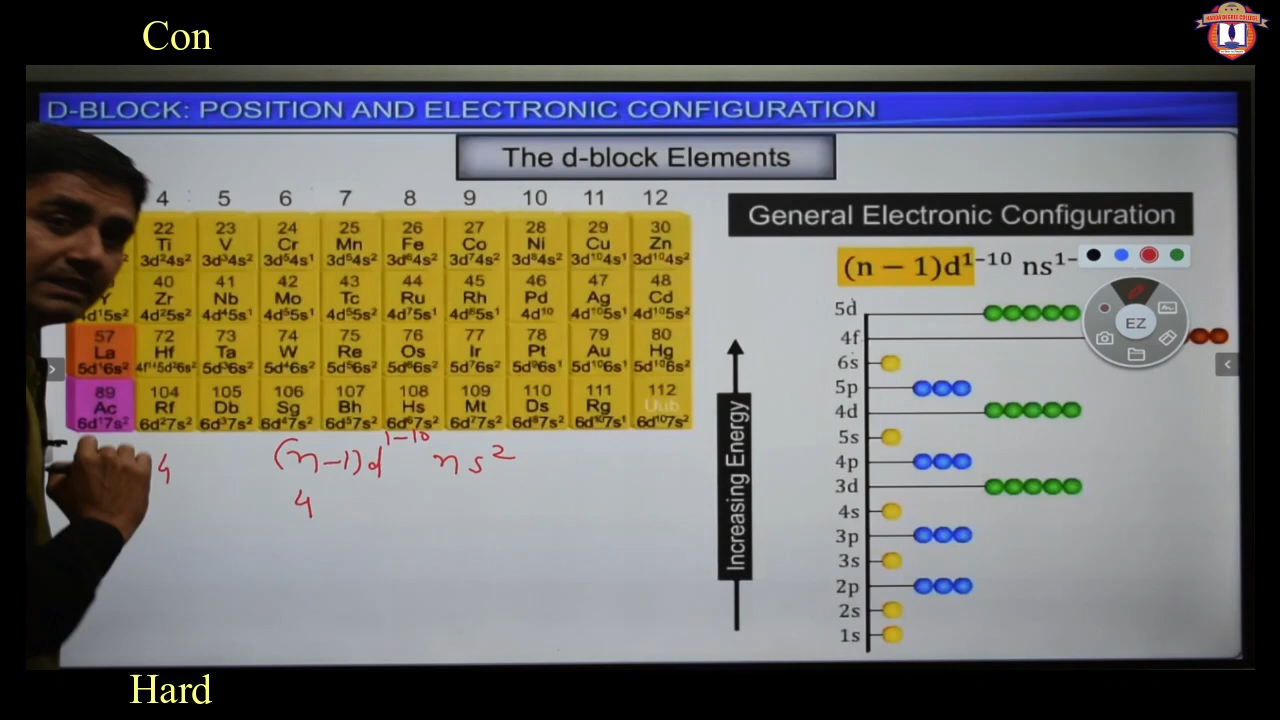 Con
HARDA DEGREE COLLEGE
D-BLOCK: POSITION AND ELECTRONIC CONFIGURATION
The d-block Elements
4 5 6 7 8 9 10 11 12
22 23 24 25 26 27 28 29 30
Ti V Cr Mn Fe Co Ni Cu Zn
3d²4s² 3d³4s² 3d⁵4s¹ 3d⁵4s² 3d⁶4s² 3d⁷4s² 3d⁸4s² 3d¹⁰4s¹ 3d¹⁰4s²
40 41 42 43 44 45 46 47 48
Y Zr Nb Mo Tc Ru Rh Pd Ag Cd
4d¹5s² 4d²5s² 4d⁴5s¹ 4d⁵5s¹ 4d⁵5s² 4d⁷5s¹ 4d⁸5s¹ 4d¹⁰ 4d¹⁰5s¹ 4d¹⁰5s²
57 72 73 74 75 76 77 78 79 80
La Hf Ta W Re Os Ir Pt Au Hg
5d¹6s² 4f¹⁴5d²6s² 5d³6s² 5d⁴6s² 5d⁵6s² 5d⁶6s² 5d⁷6s² 5d⁹6s¹ 5d¹⁰6s¹ 5d¹⁰6s²
89 104 105 106 107 108 109 110 111 112
Ac Rf Db Sg Bh Hs Mt Ds Rg Uub
6d¹7s² 6d²7s² 6d³7s² 6d⁴7s² 6d⁵7s² 6d⁶7s² 6d⁷7s² 6d⁸7s² 6d¹⁰7s¹ 6d¹⁰7s²
4 (n-1)d¹⁻¹⁰ ns²
4
General Electronic Configuration
(n − 1)d¹⁻¹⁰ ns¹⁻
EZ
5d
4f
6s
5p
4d
5s
4p
3d
4s
3p
3s
2p
2s
1s
Increasing Energy
Hard